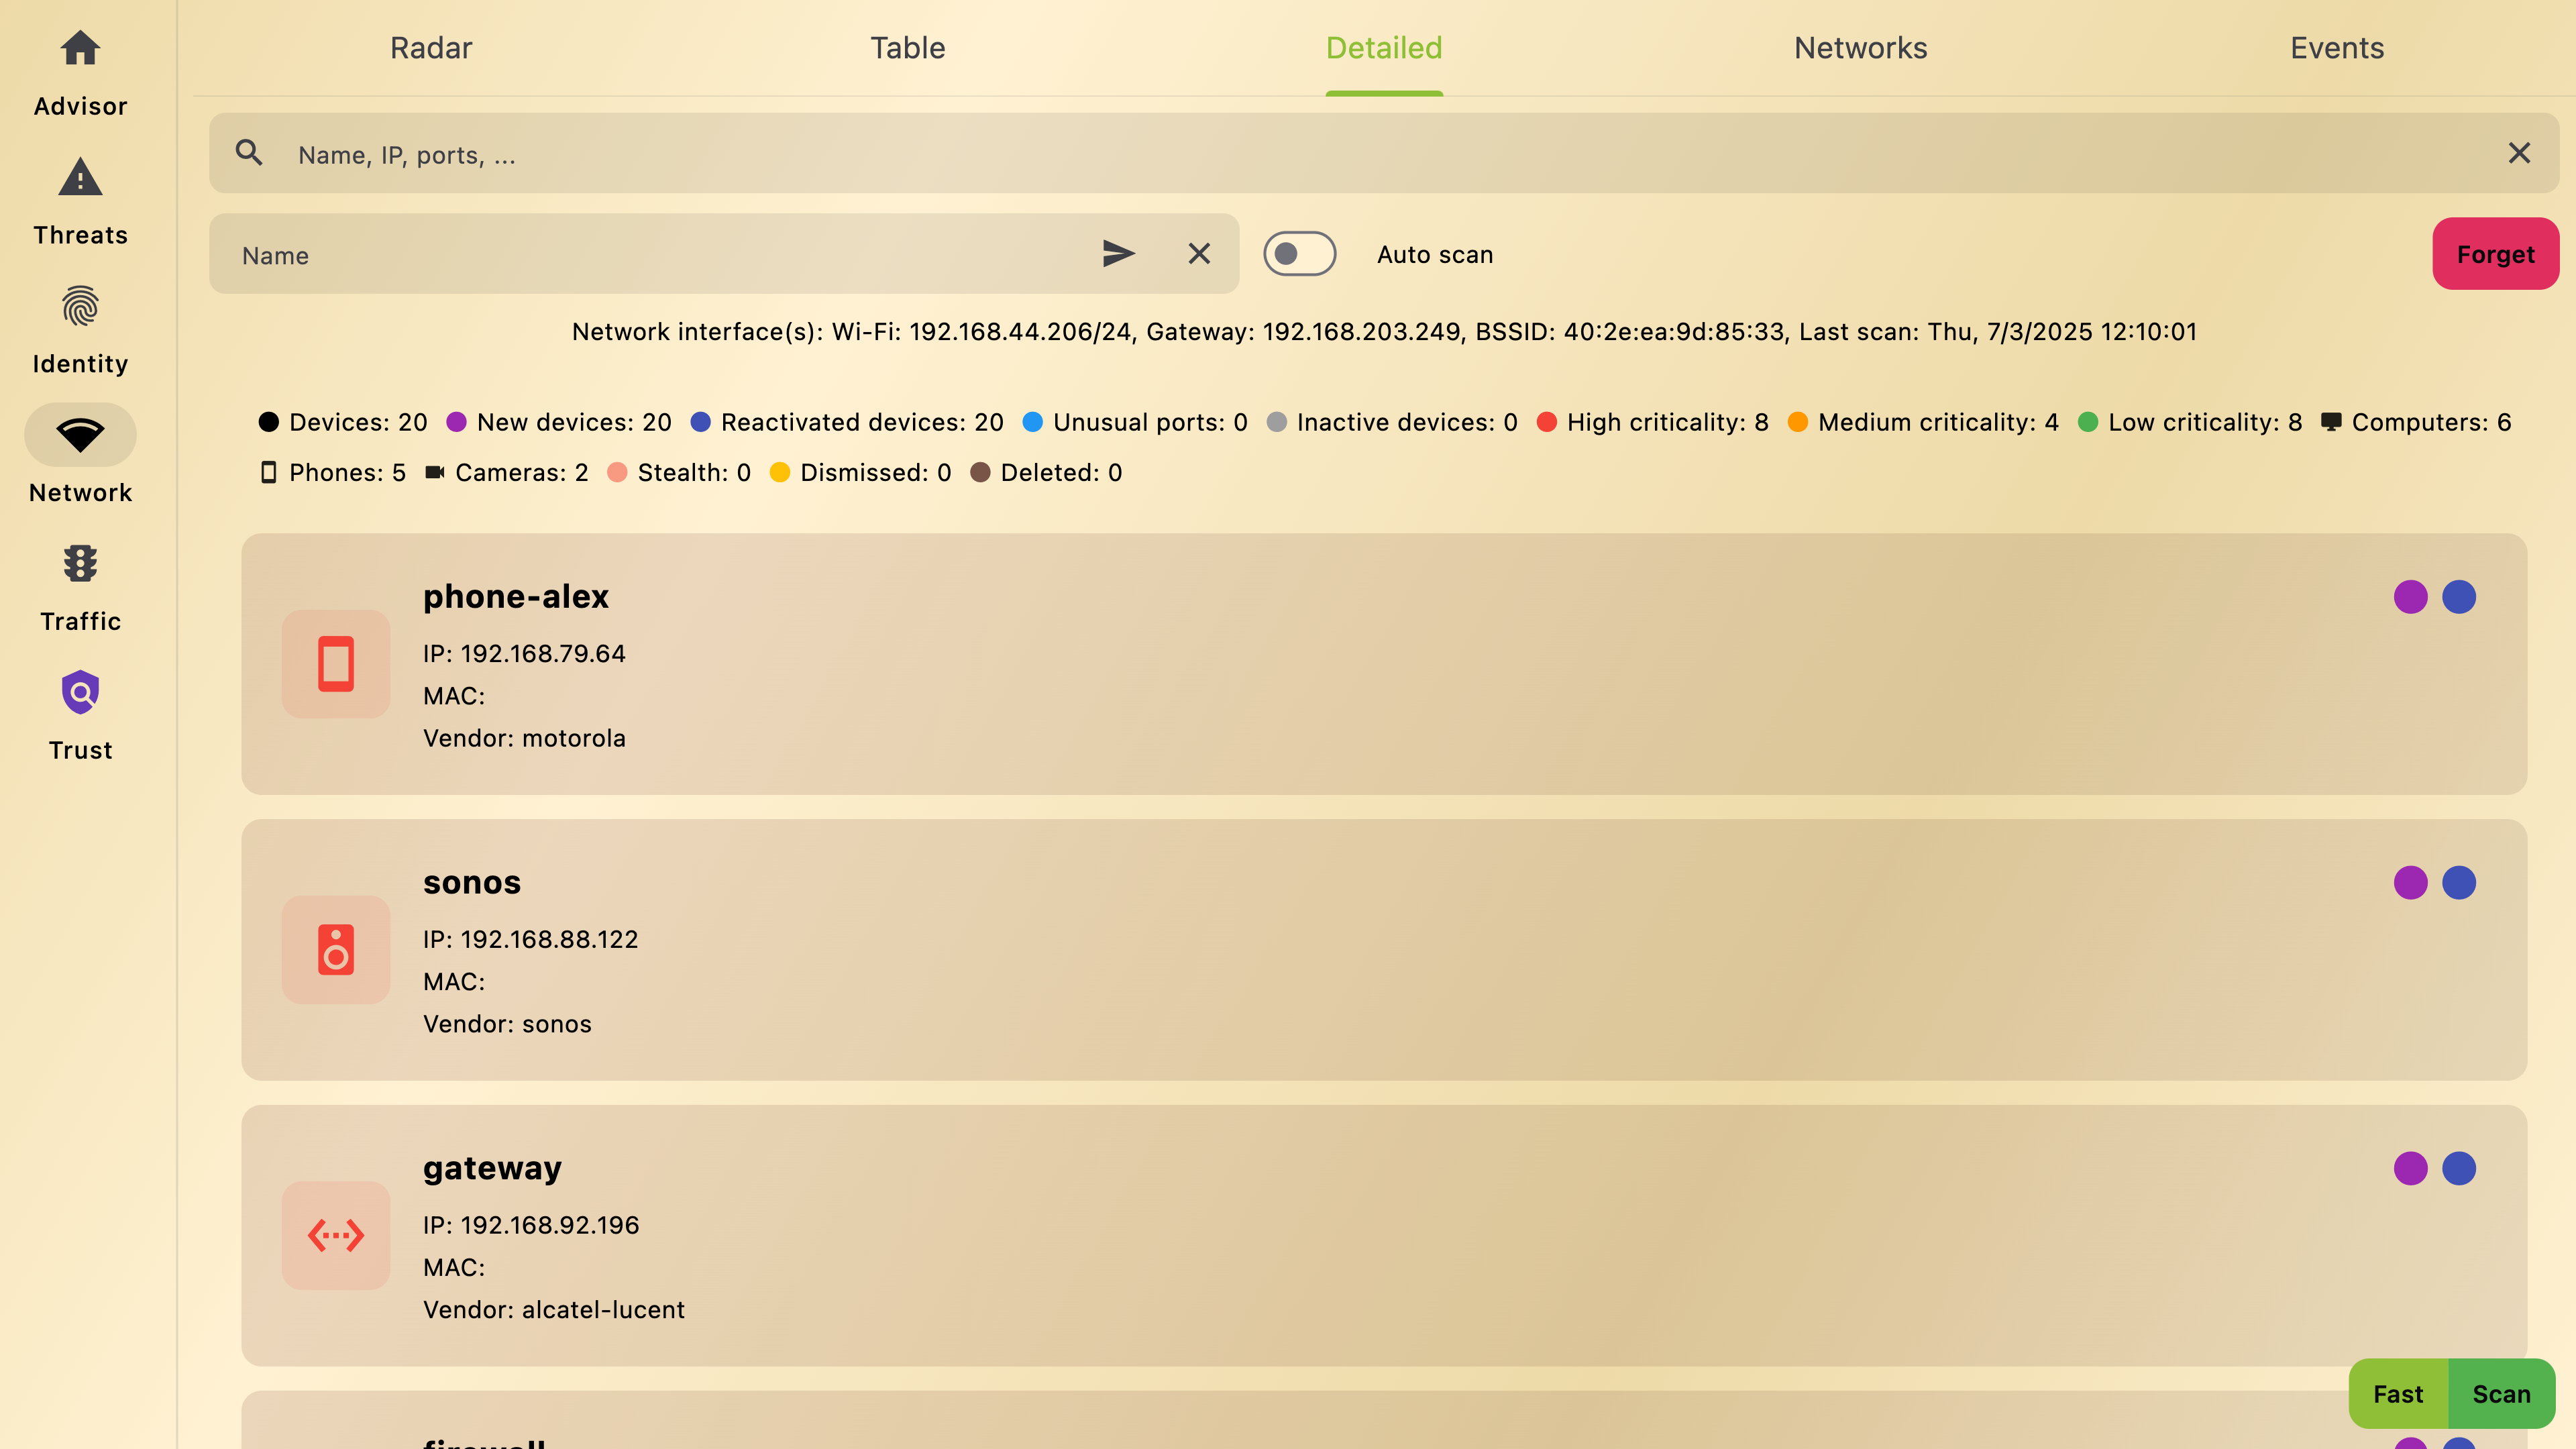 Advisor
Threats
Identity
Network
Traffic
Trust
Radar
Table
Detailed
Networks
Events
Name, IP, ports, ...
Name
Auto scan
Forget
Network interface(s): Wi-Fi: 192.168.44.206/24, Gateway: 192.168.203.249, BSSID: 40:2e:ea:9d:85:33, Last scan: Thu, 7/3/2025 12:10:01
Devices: 20 New devices: 20 Reactivated devices: 20 Unusual ports: 0 Inactive devices: 0 High criticality: 8 Medium criticality: 4 Low criticality: 8 Computers: 6
Phones: 5 Cameras: 2 Stealth: 0 Dismissed: 0 Deleted: 0
phone-alex
IP: 192.168.79.64
MAC:
Vendor: motorola
sonos
IP: 192.168.88.122
MAC:
Vendor: sonos
gateway
IP: 192.168.92.196
MAC:
Vendor: alcatel-lucent
firewall
Fast
Scan